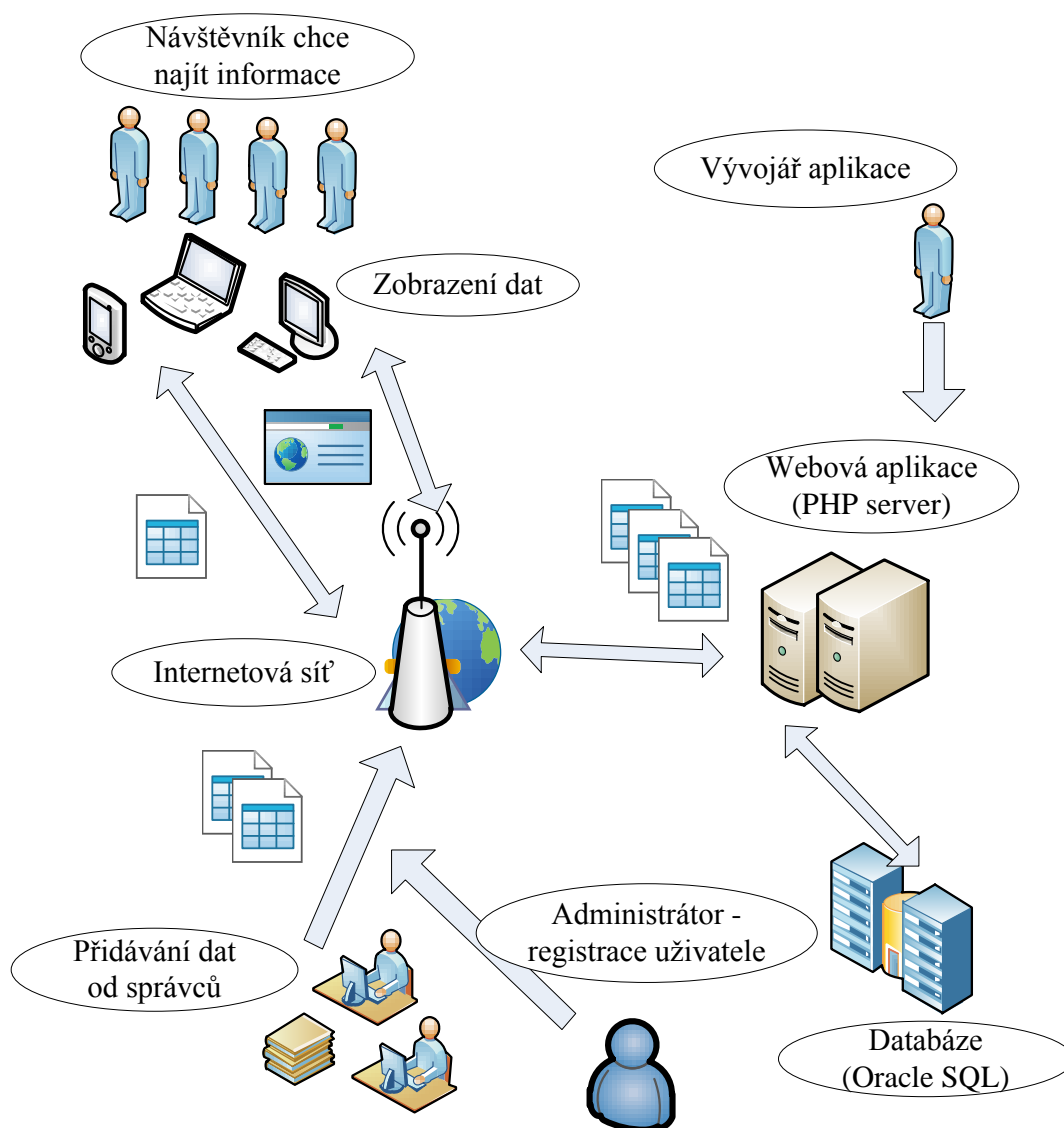 Návštěvník chce
najít informace
Vývojář aplikace
Zobrazení dat
Webová aplikace
(PHP server)
Internetová síť
Administrátor -
registrace uživatele
Přidávání dat
od správců
Databáze
(Oracle SQL)